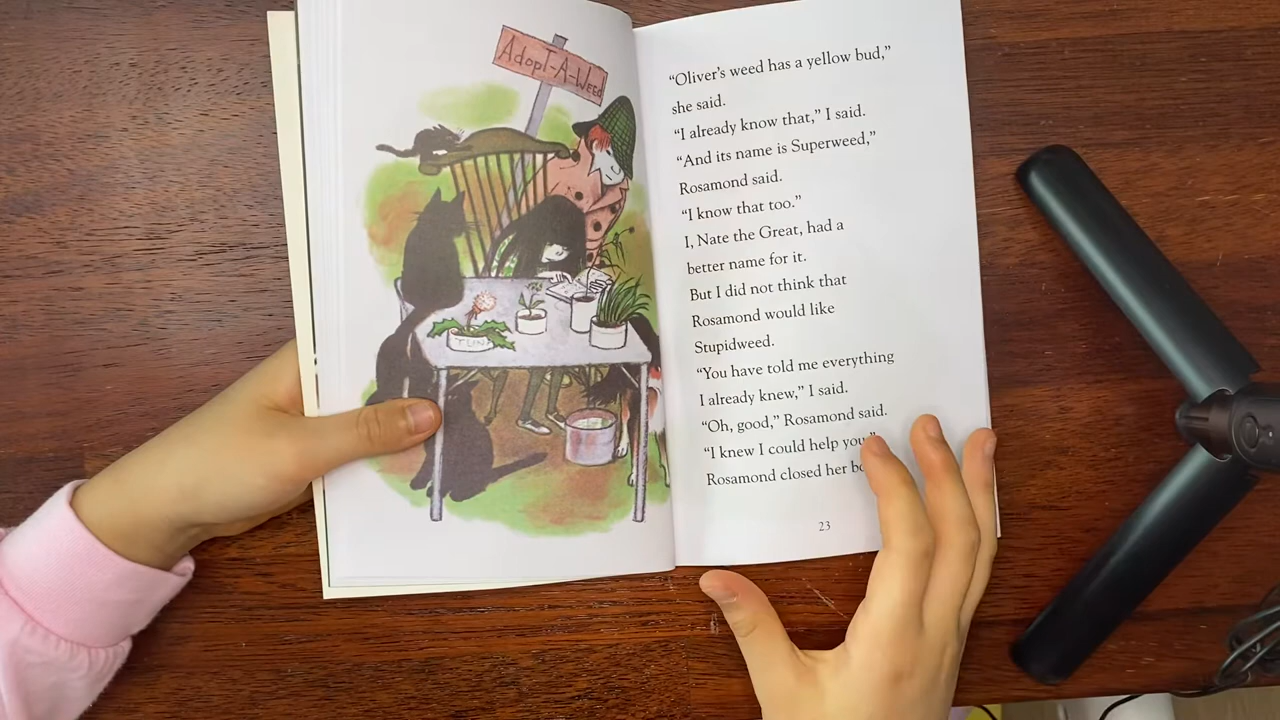 Adopt-A-Weed
TUNA
"Oliver's weed has a yellow bud,"
she said.
"I already know that," I said.
"And its name is Superweed,"
Rosamond said.
"I know that too."
I, Nate the Great, had a
better name for it.
But I did not think that
Rosamond would like
Stupidweed.
"You have told me everything
I already knew," I said.
"Oh, good," Rosamond said.
"I knew I could help you."
Rosamond closed her
23